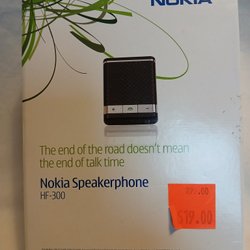 NOKIA
The end of the road doesn't mean
the end of talk time
Nokia Speakerphone
HF-300
$19.00